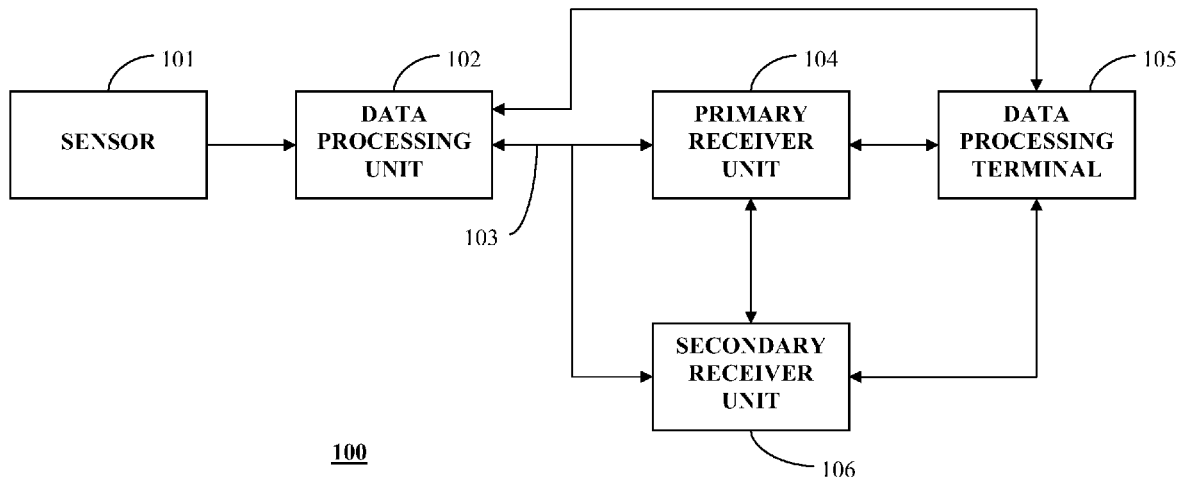 101
102
104
105
SENSOR
DATA
PROCESSING
UNIT
PRIMARY
RECEIVER
UNIT
DATA
PROCESSING
TERMINAL
103
SECONDARY
RECEIVER
UNIT
100
106